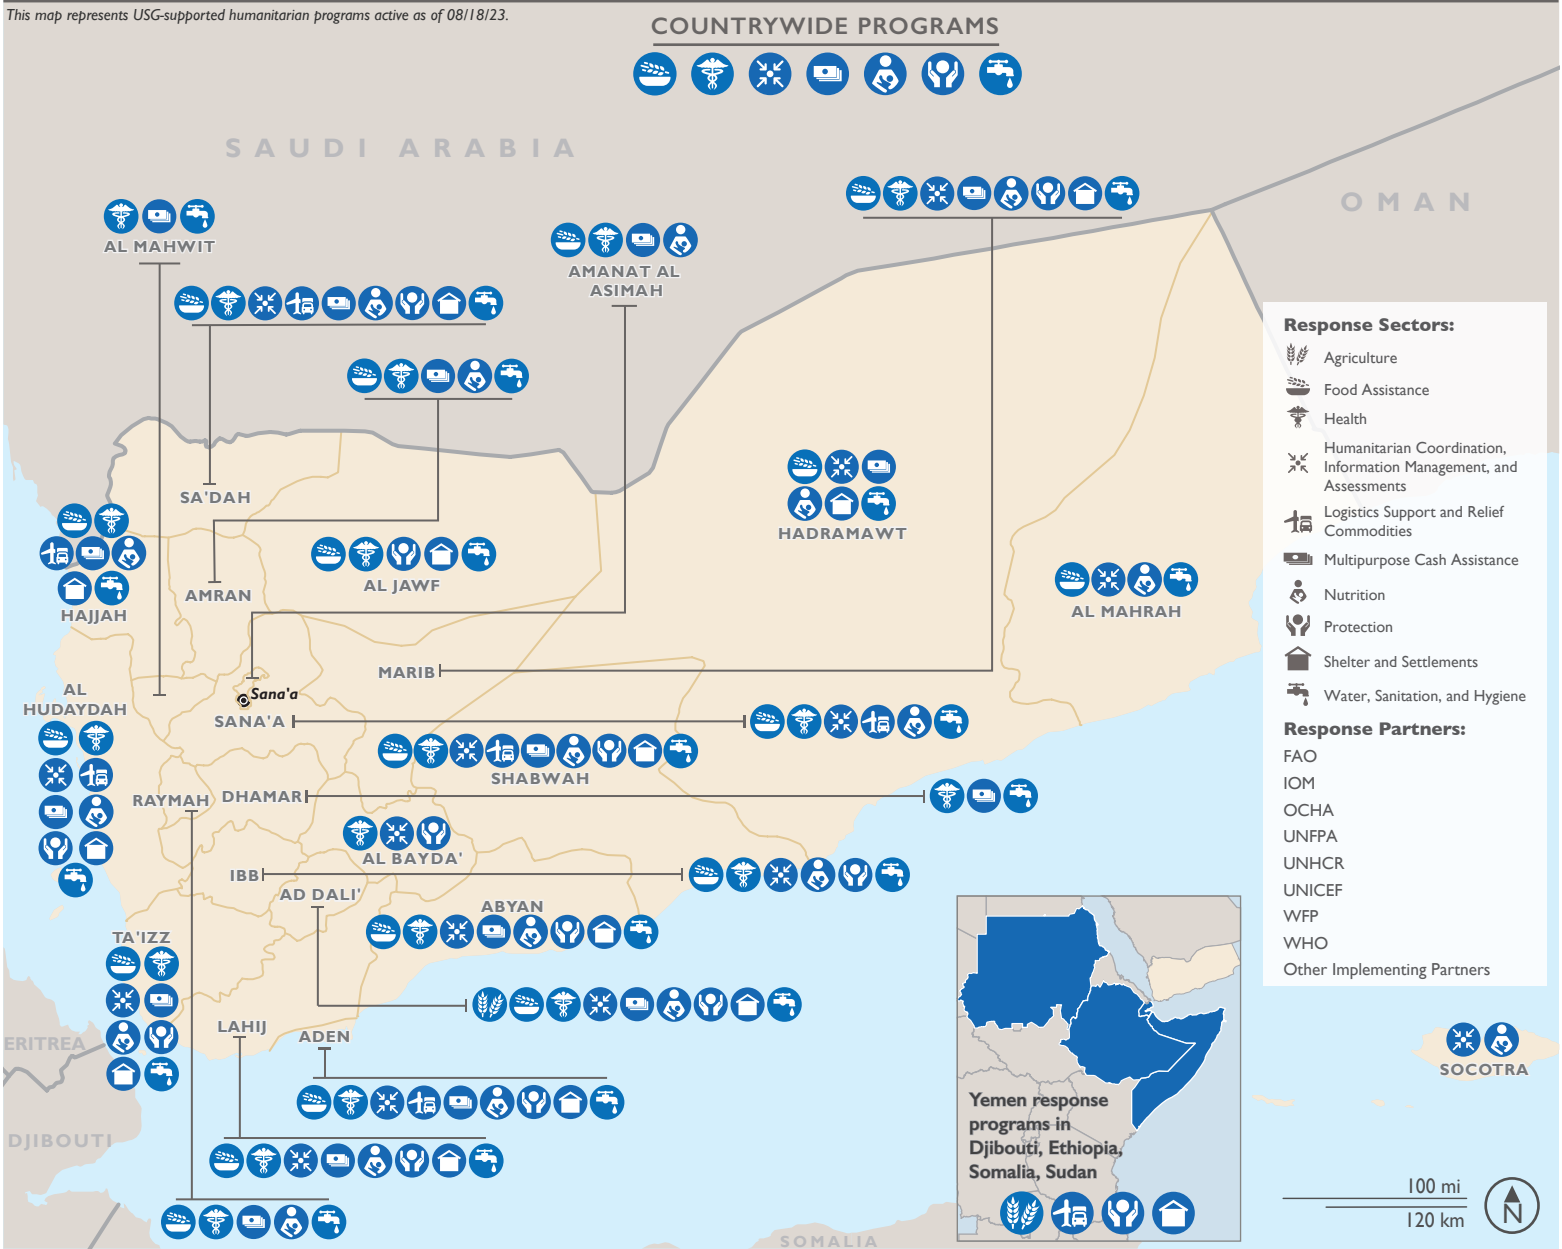 This map represents USG-supported humanitarian programs active as of 08/18/23.
COUNTRYWIDE PROGRAMS
SAUDI ARABIA
OMAN
AL MAHWIT
AMANAT AL
ASIMAH
SA'DAH
HAJJAH
AMRAN
AL JAWF
HADRAMAWT
AL MAHRAH
MARIB
AL
HUDAYDAH
Sana'a
SANA'A
SHABWAH
RAYMAH
DHAMAR
AL BAYDA'
IBB
AD DALI'
ABYAN
TA'IZZ
LAHIJ
ADEN
ERITREA
DJIBOUTI
SOMALIA
SOCOTRA
Response Sectors:
Agriculture
Food Assistance
Health
Humanitarian Coordination,
Information Management, and
Assessments
Logistics Support and Relief
Commodities
Multipurpose Cash Assistance
Nutrition
Protection
Shelter and Settlements
Water, Sanitation, and Hygiene
Response Partners:
FAO
IOM
OCHA
UNFPA
UNHCR
UNICEF
WFP
WHO
Other Implementing Partners
Yemen response
programs in
Djibouti, Ethiopia,
Somalia, Sudan
100 mi
120 km
N